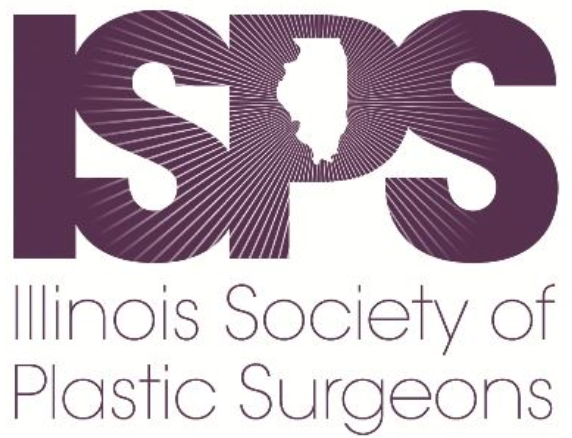 ISPS
Illinois Society of
Plastic Surgeons